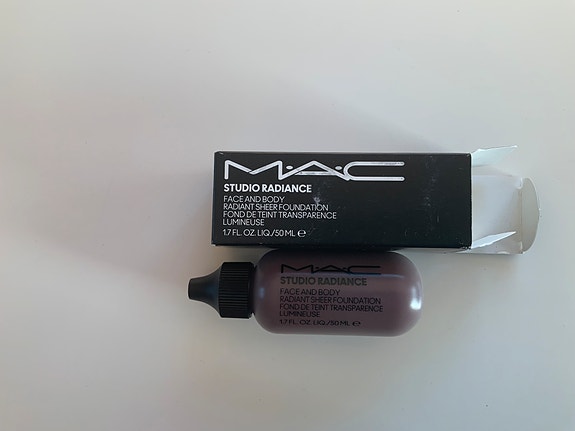 M·A·C
STUDIO RADIANCE
FACE AND BODY
RADIANT SHEER FOUNDATION
FOND DE TEINT TRANSPARENCE
LUMINEUSE
1.7 FL. OZ. LIQ./50 ML ℮
M·A·C
STUDIO RADIANCE
FACE AND BODY
RADIANT SHEER FOUNDATION
FOND DE TEINT TRANSPARENCE
LUMINEUSE
1.7 FL. OZ. LIQ./50 ML ℮